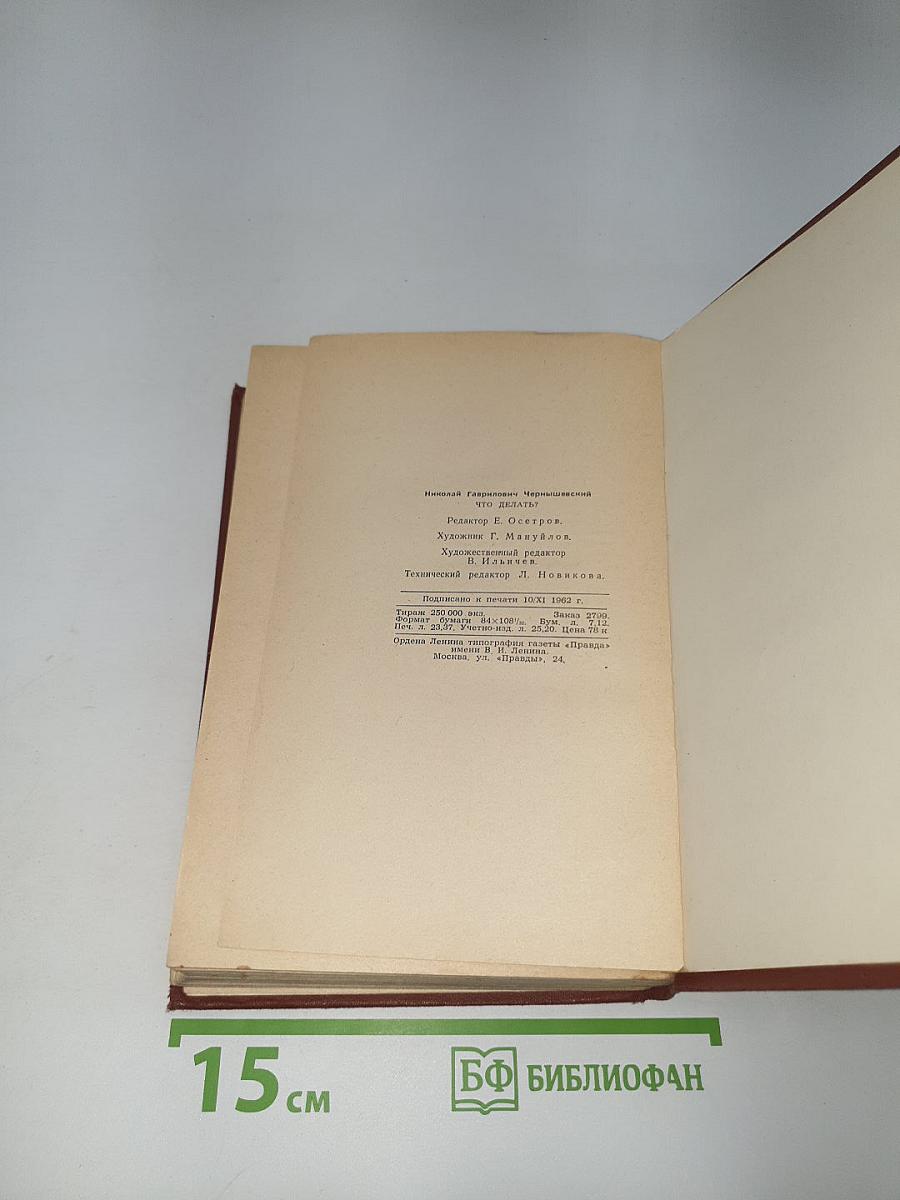 Николай Гаврилович Чернышевский
ЧТО ДЕЛАТЬ?
Редактор Е. Осетров.
Художник Г. Мануйлов.
Художественный редактор
В. Ильичев.
Технический редактор Л. Новикова.
Подписано к печати 10/XI 1962 г.
Тираж 250 000 экз. Заказ 2799.
Формат бумаги 84×108¹/₃₂. Бум. л. 7,12.
Печ. л. 23,37. Учетно-изд. л. 25,20. Цена 78 к
Ордена Ленина типография газеты «Правда»
имени В. И. Ленина.
Москва, ул. «Правды», 24.
15 см
БФ БИБЛИОФАН